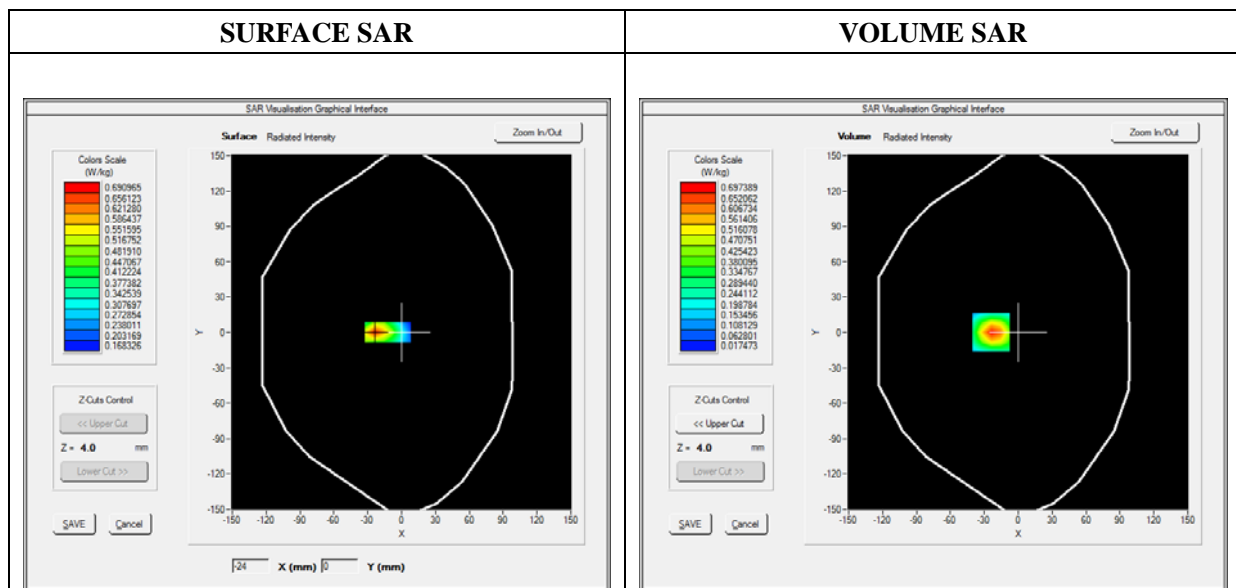 SURFACE SAR
VOLUME SAR
SAR Visualisation Graphical Interface
Surface Radiated Intensity
Zoom In/Out
Colors Scale
(W/kg)
0.690965
0.656123
0.621280
0.586437
0.551595
0.516752
0.481910
0.447067
0.412224
0.377382
0.342539
0.307697
0.272854
0.238011
0.203169
0.168326
Z-Cuts Control
<< Upper Cut
Z = 4.0 mm
Lower Cut >>
SAVE Cancel
150
120
90
60
30
0
-30
-60
-90
-120
-150
Y
-150 -120 -90 -60 -30 0 30 60 90 120 150
X
-24 X (mm) 0 Y (mm)
SAR Visualisation Graphical Interface
Volume Radiated Intensity
Zoom In/Out
Colors Scale
(W/kg)
0.697389
0.652062
0.606734
0.561406
0.516078
0.470751
0.425423
0.380095
0.334767
0.289440
0.244112
0.198784
0.153456
0.108129
0.062801
0.017473
Z-Cuts Control
<< Upper Cut
Z = 4.0 mm
Lower Cut >>
SAVE Cancel
150
120
90
60
30
0
-30
-60
-90
-120
-150
Y
-150 -120 -90 -60 -30 0 30 60 90 120 150
X